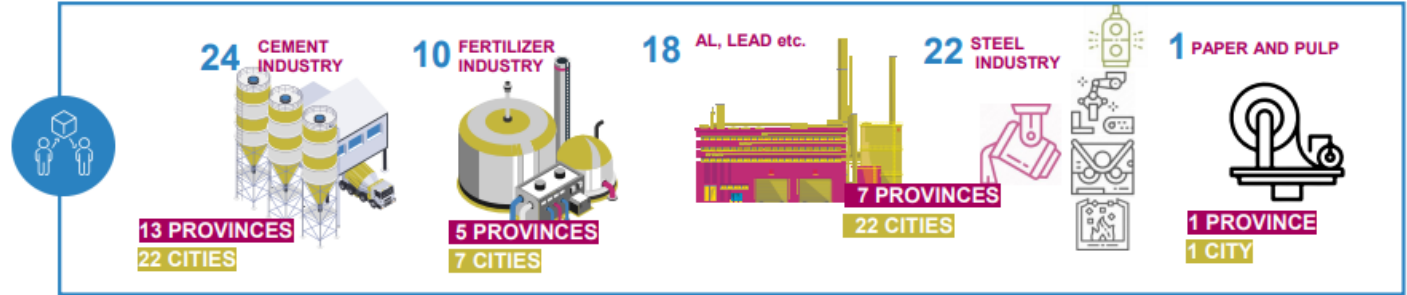 24
CEMENT
INDUSTRY
13 PROVINCES
22 CITIES
10
FERTILIZER
INDUSTRY
5 PROVINCES
7 CITIES
18
AL, LEAD etc.
7 PROVINCES
22 CITIES
22
STEEL
INDUSTRY
1
PAPER AND PULP
1 PROVINCE
1 CITY